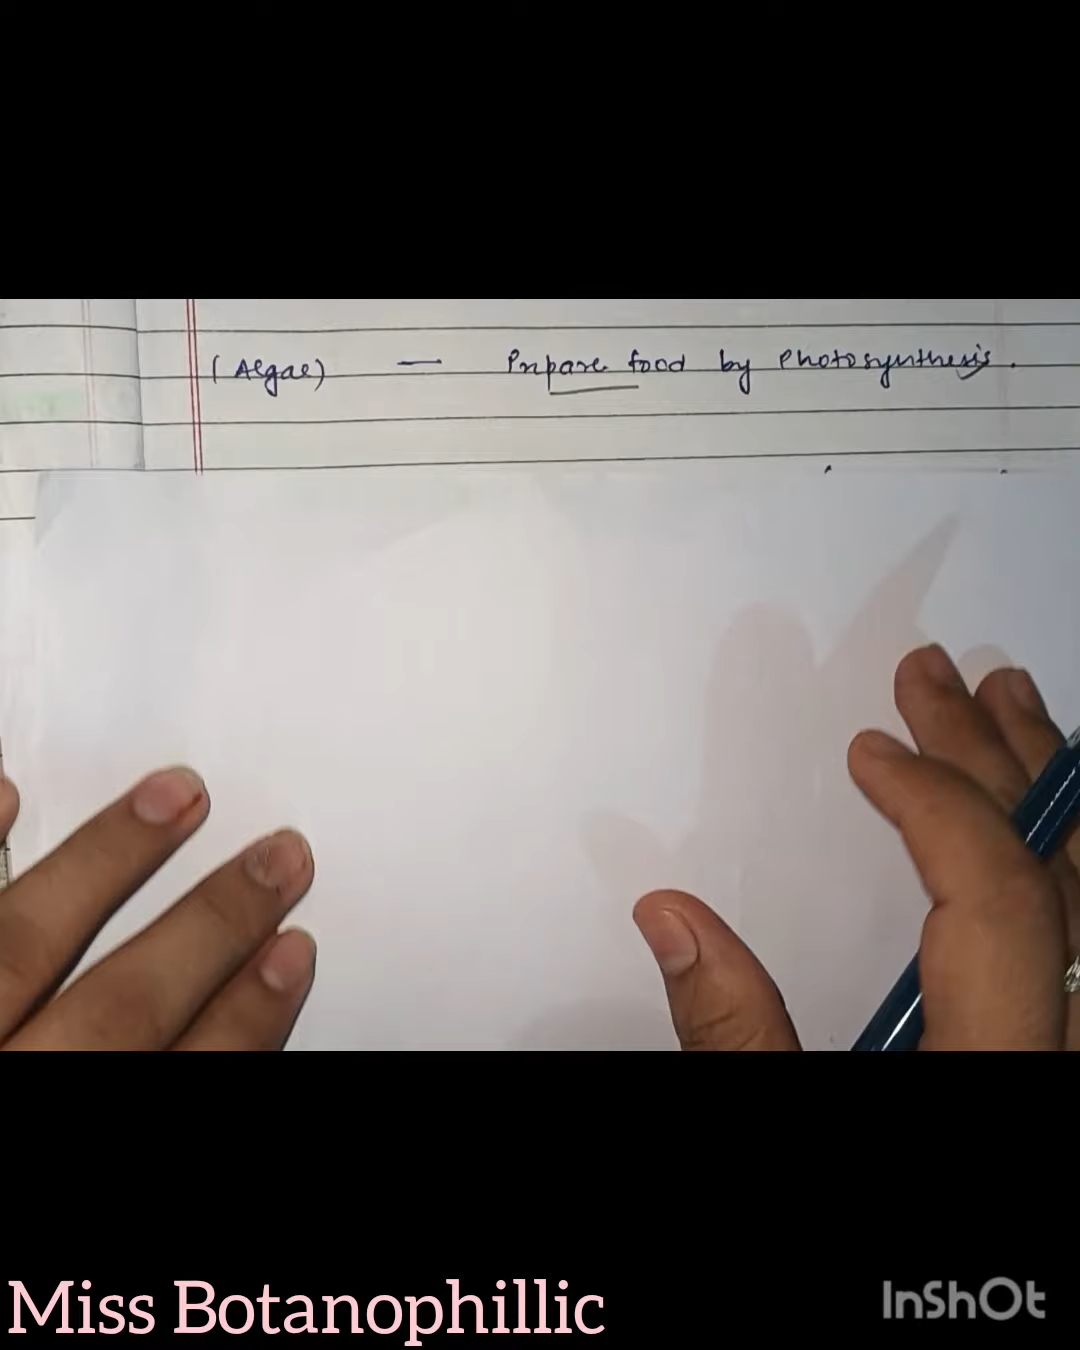 (Algae) — Prepare food by Photosynthesis.
Miss Botanophillic
InShOt